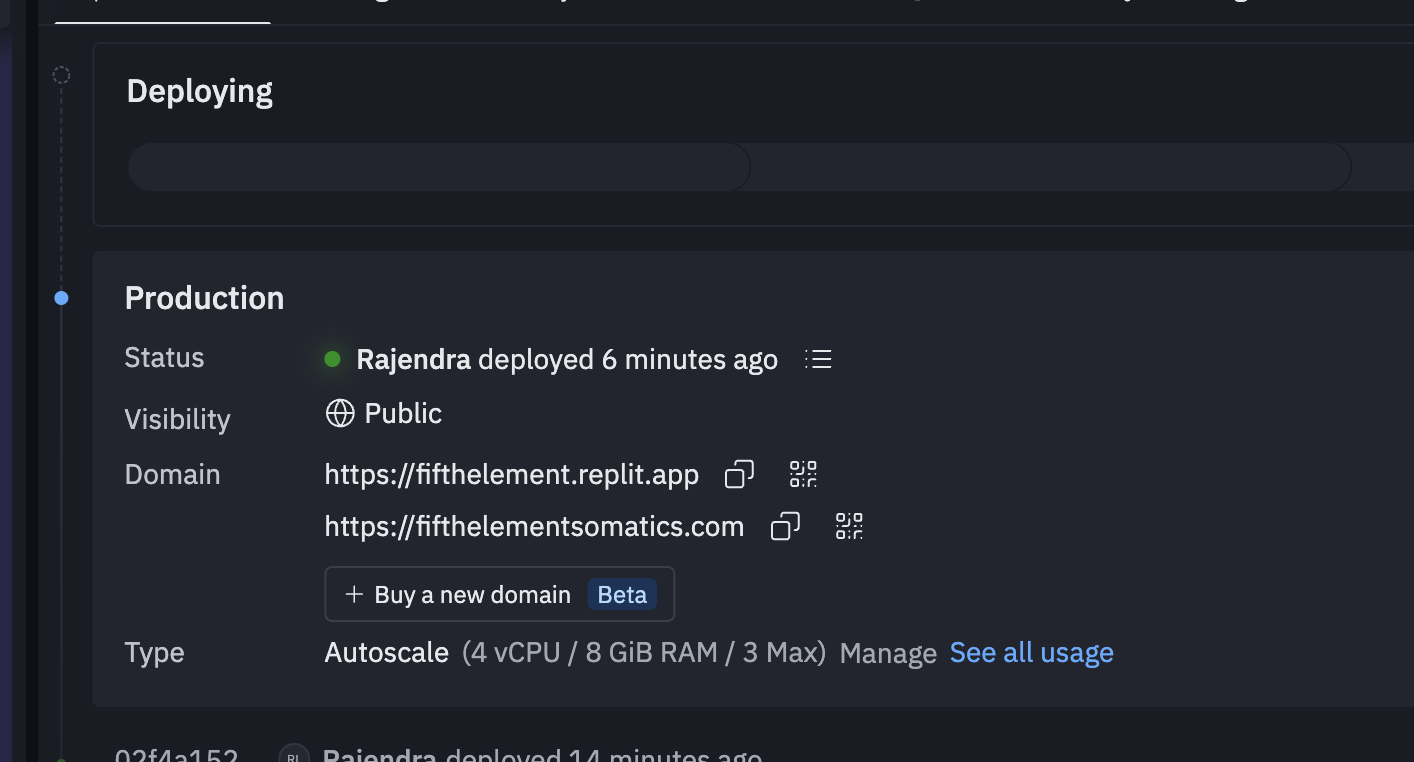 Deploying
Production
Status Rajendra deployed 6 minutes ago
Visibility Public
Domain https://fifthelement.replit.app
https://fifthelementsomatics.com
+ Buy a new domain Beta
Type Autoscale (4 vCPU / 8 GiB RAM / 3 Max) Manage See all usage
02f4a152 RL Rajendra deployed 14 minutes ago